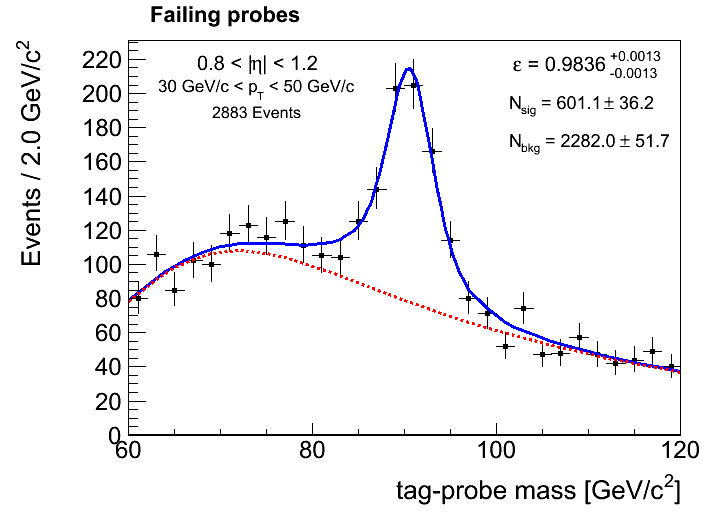 Failing probes
Events / 2.0 GeV/c²
0.8 < |η| < 1.2
30 GeV/c < p_T < 50 GeV/c
2883 Events
ε = 0.9836 +0.0013 -0.0013
N_sig = 601.1 ± 36.2
N_bkg = 2282.0 ± 51.7
220
200
180
160
140
120
100
80
60
40
20
0
60 80 100 120
tag-probe mass [GeV/c²]